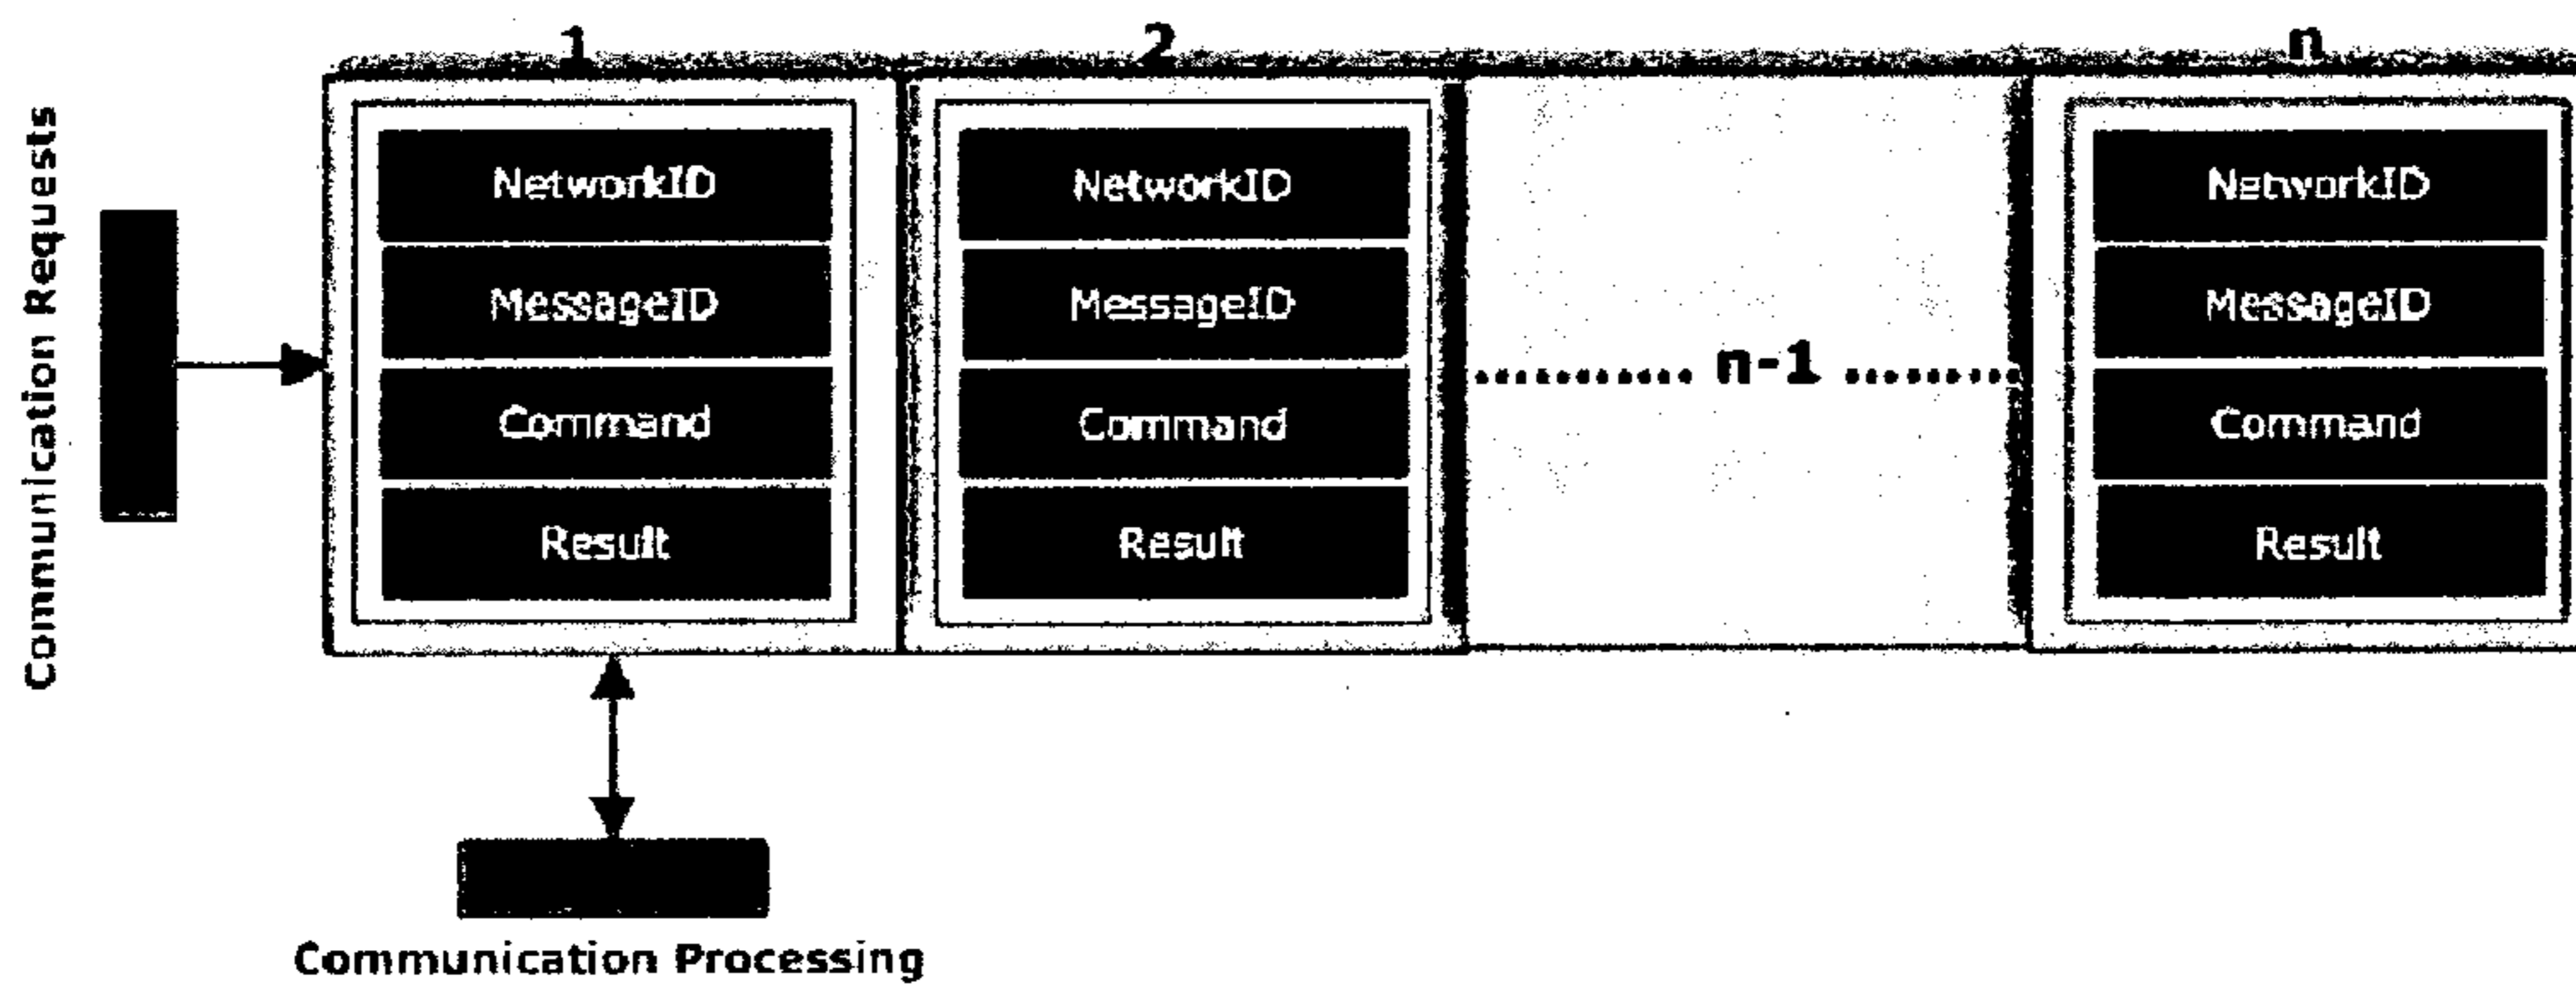 1
2
n
Communication Requests
NetworkID
MessageID
Command
Result
NetworkID
MessageID
Command
Result
........... n-1 .........
NetworkID
MessageID
Command
Result
Communication Processing